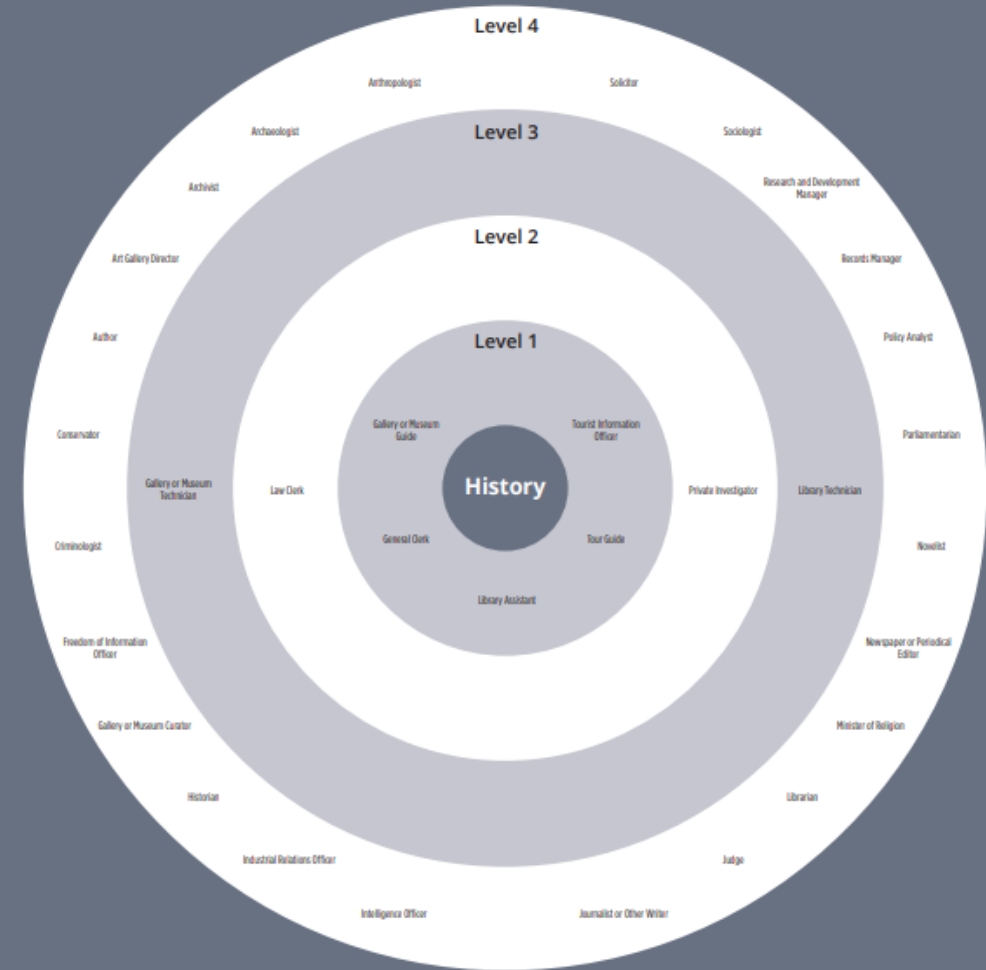 Level 4
Anthropologist
Solicitor
Archaeologist
Sociologist
Level 3
Archivist
Research and Development
Manager
Level 2
Art Gallery Director
Records Manager
Author
Level 1
Policy Analyst
Gallery or Museum
Guide
Tourist Information
Officer
Conservator
Parliamentarian
Gallery or Museum
Technician
Law Clerk
History
Private Investigator
Library Technician
General Clerk
Tour Guide
Criminologist
Novelist
Library Assistant
Freedom of Information
Officer
Newspaper or Periodical
Editor
Gallery or Museum Curator
Minister of Religion
Historian
Librarian
Industrial Relations Officer
Judge
Intelligence Officer
Journalist or Other Writer